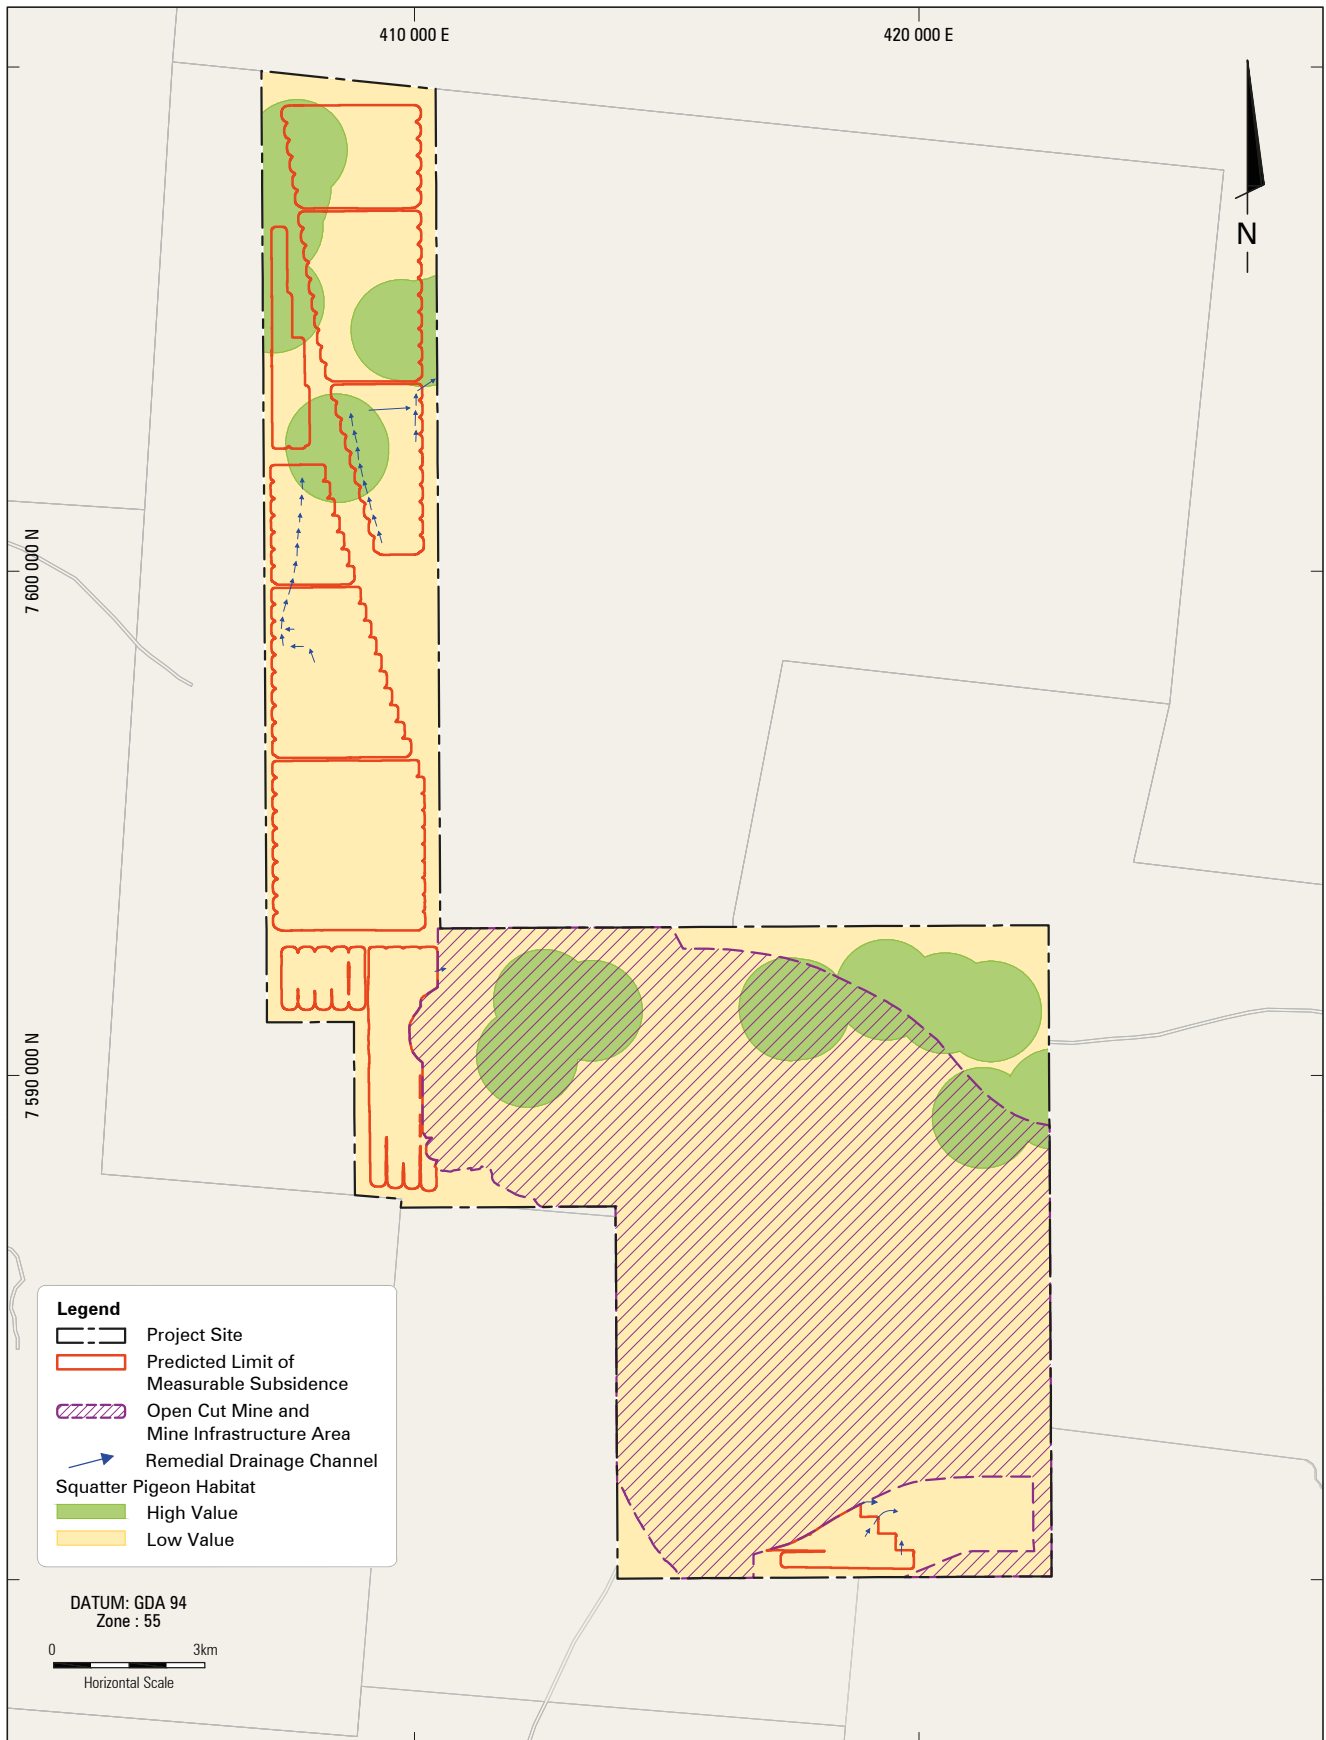 410 000 E
420 000 E
N
7 600 000 N
7 590 000 N
Legend
Project Site
Predicted Limit of
Measurable Subsidence
Open Cut Mine and
Mine Infrastructure Area
Remedial Drainage Channel
Squatter Pigeon Habitat
High Value
Low Value
DATUM: GDA 94
Zone : 55
0 3km
Horizontal Scale